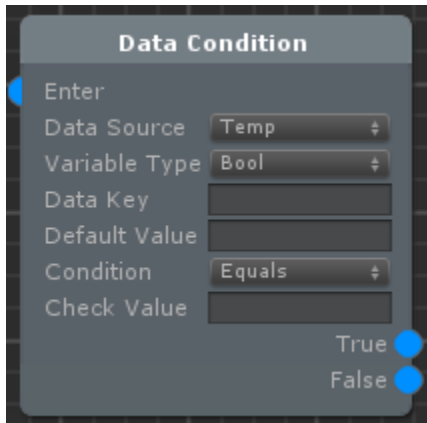 Data Condition
Enter
Data Source Temp
Variable Type Bool
Data Key
Default Value
Condition Equals
Check Value
True
False